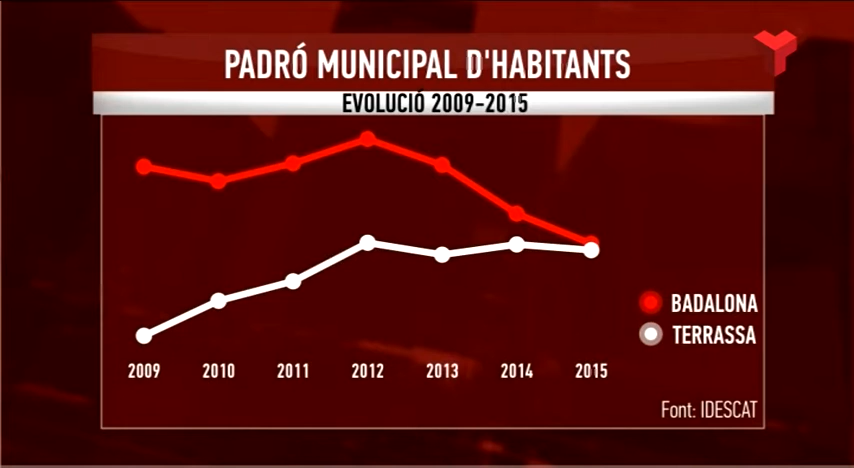 PADRÓ MUNICIPAL D'HABITANTS
EVOLUCIÓ 2009-2015
2009 2010 2011 2012 2013 2014 2015
BADALONA
TERRASSA
Font: IDESCAT